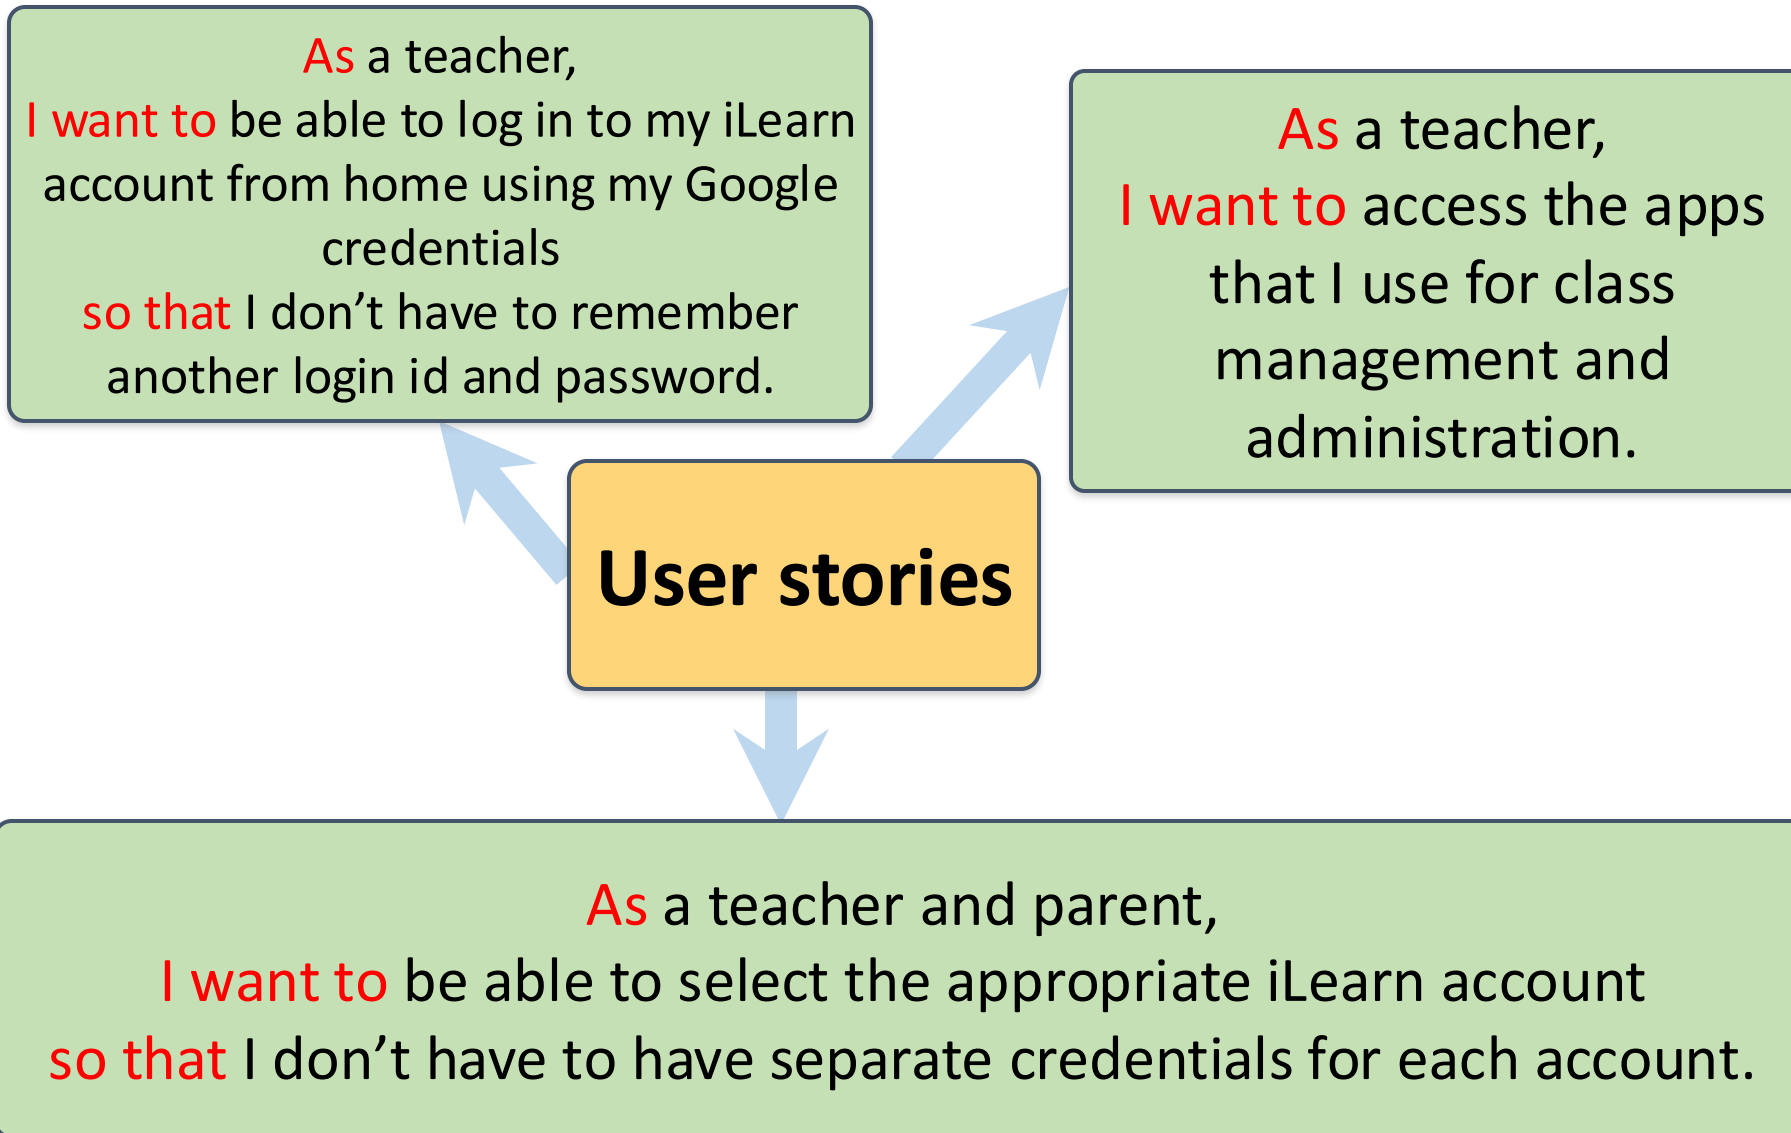 As a teacher,
I want to be able to log in to my iLearn
account from home using my Google
credentials
so that I don’t have to remember
another login id and password.
As a teacher,
I want to access the apps
that I use for class
management and
administration.
User stories
As a teacher and parent,
I want to be able to select the appropriate iLearn account
so that I don’t have to have separate credentials for each account.